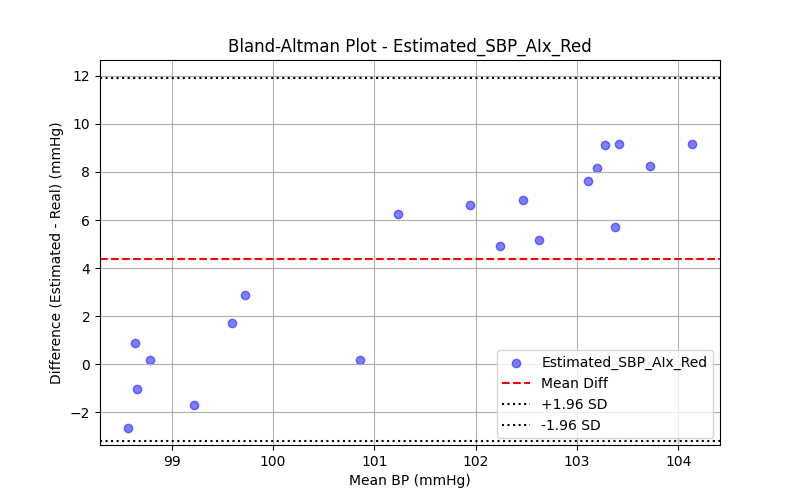 Bland-Altman Plot - Estimated_SBP_AIx_Red
Difference (Estimated - Real) (mmHg)
12
10
8
6
4
2
0
−2
99 100 101 102 103 104
Mean BP (mmHg)
Estimated_SBP_AIx_Red
Mean Diff
+1.96 SD
-1.96 SD